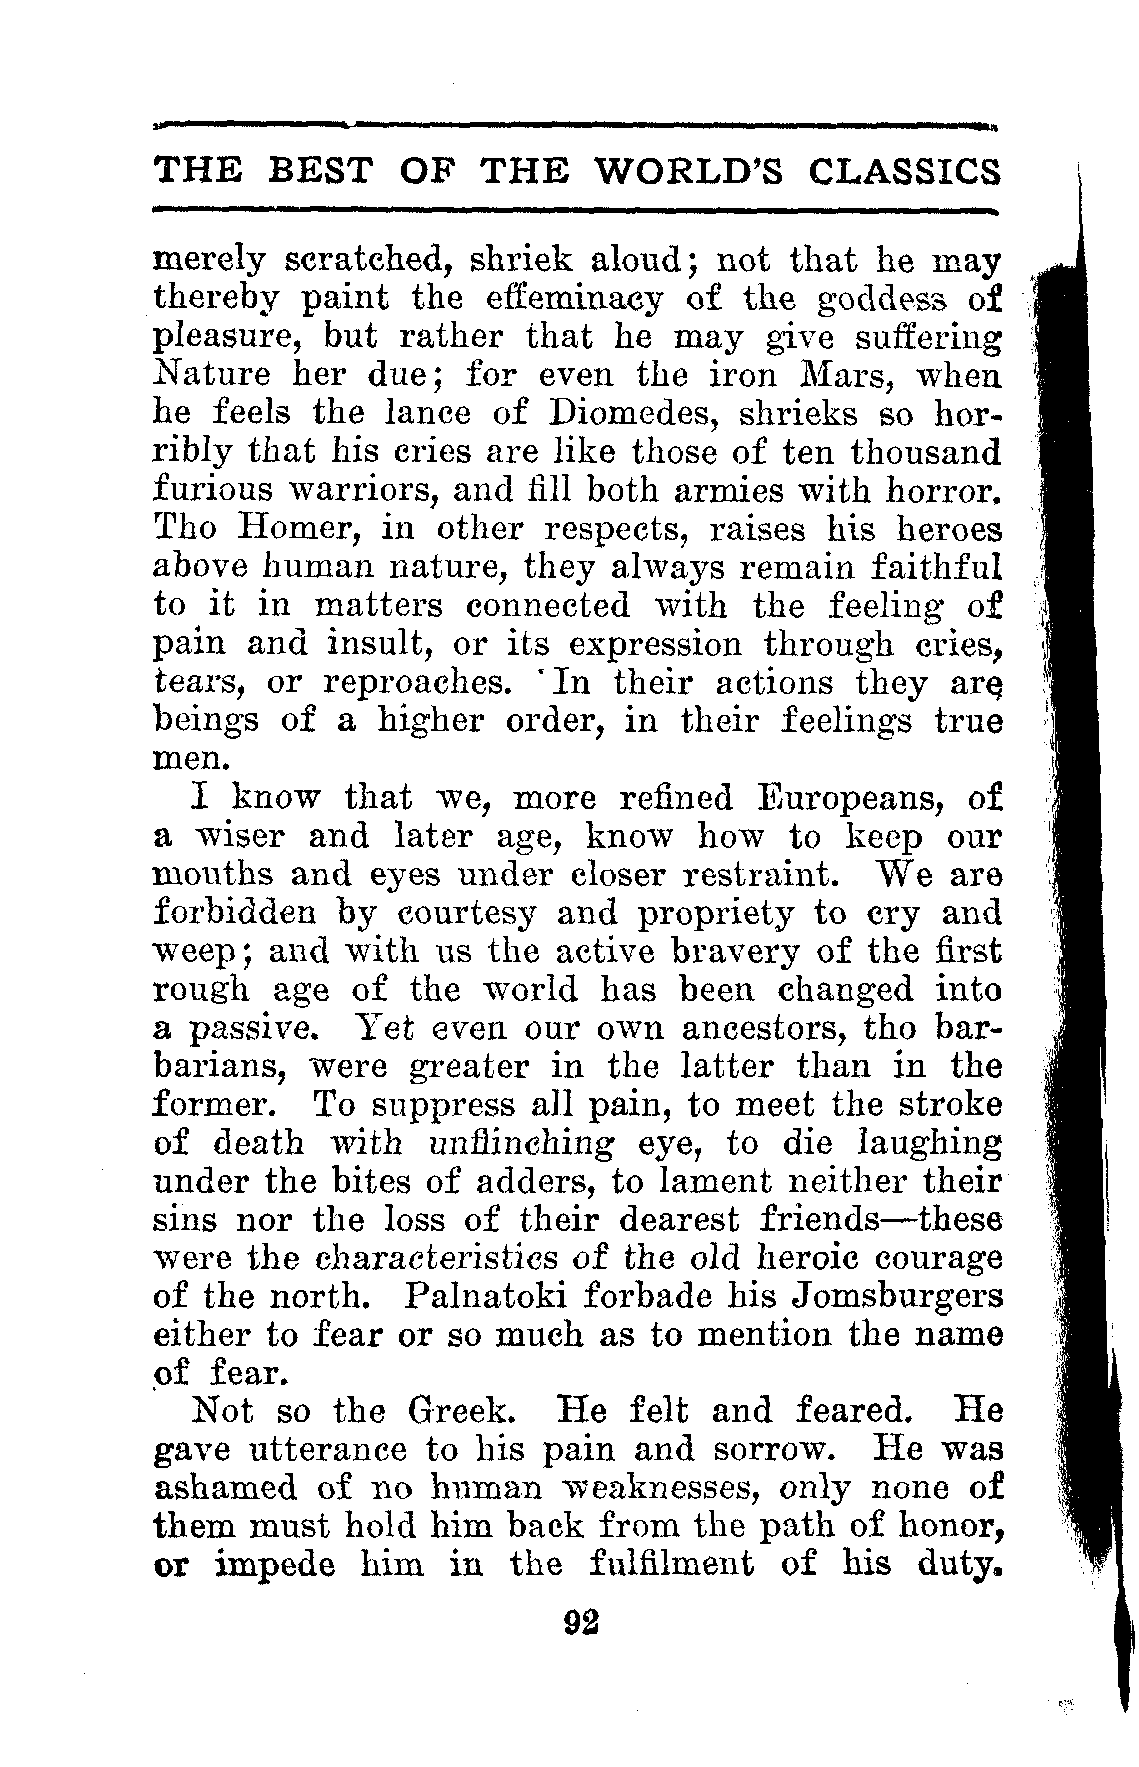 THE BEST OF THE WORLD'S CLASSICS
merely scratched, shriek aloud; not that he may
thereby paint the effeminacy of the goddess of
pleasure, but rather that he may give suffering
Nature her due; for even the iron Mars, when
he feels the lance of Diomedes, shrieks so hor-
ribly that his cries are like those of ten thousand
furious warriors, and fill both armies with horror.
Tho Homer, in other respects, raises his heroes
above human nature, they always remain faithful
to it in matters connected with the feeling of
pain and insult, or its expression through cries,
tears, or reproaches. In their actions they are
beings of a higher order, in their feelings true
men.
I know that we, more refined Europeans, of
a wiser and later age, know how to keep our
mouths and eyes under closer restraint. We are
forbidden by courtesy and propriety to cry and
weep; and with us the active bravery of the first
rough age of the world has been changed into
a passive. Yet even our own ancestors, tho bar-
barians, were greater in the latter than in the
former. To suppress all pain, to meet the stroke
of death with unflinching eye, to die laughing
under the bites of adders, to lament neither their
sins nor the loss of their dearest friends—these
were the characteristics of the old heroic courage
of the north. Palnatoki forbade his Jomsburgers
either to fear or so much as to mention the name
of fear.
Not so the Greek. He felt and feared. He
gave utterance to his pain and sorrow. He was
ashamed of no human weaknesses, only none of
them must hold him back from the path of honor,
or impede him in the fulfilment of his duty.
92